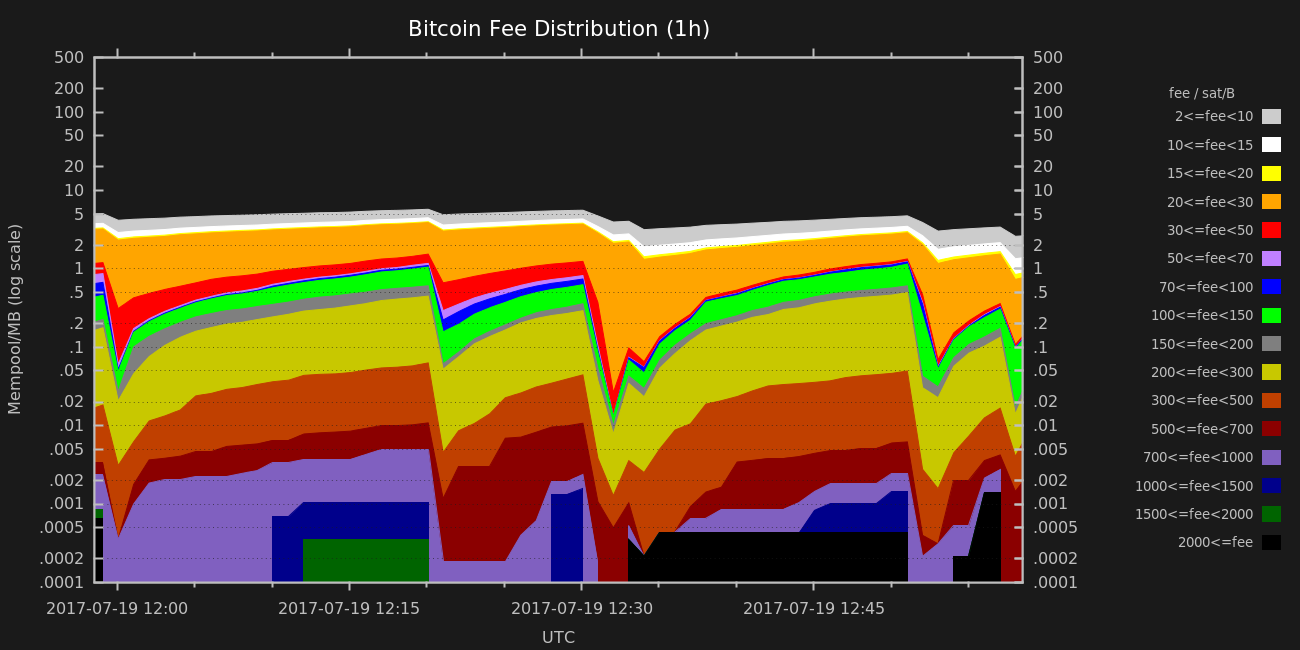 Bitcoin Fee Distribution (1h)
Mempool/MB (log scale)
500
200
100
50
20
10
5
2
1
.5
.2
.1
.05
.02
.01
.005
.002
.001
.0005
.0002
.0001
500
200
100
50
20
10
5
2
1
.5
.2
.1
.05
.02
.01
.005
.002
.001
.0005
.0002
.0001
2017-07-19 12:00
2017-07-19 12:15
2017-07-19 12:30
2017-07-19 12:45
UTC
fee / sat/B
2<=fee<10
10<=fee<15
15<=fee<20
20<=fee<30
30<=fee<50
50<=fee<70
70<=fee<100
100<=fee<150
150<=fee<200
200<=fee<300
300<=fee<500
500<=fee<700
700<=fee<1000
1000<=fee<1500
1500<=fee<2000
2000<=fee